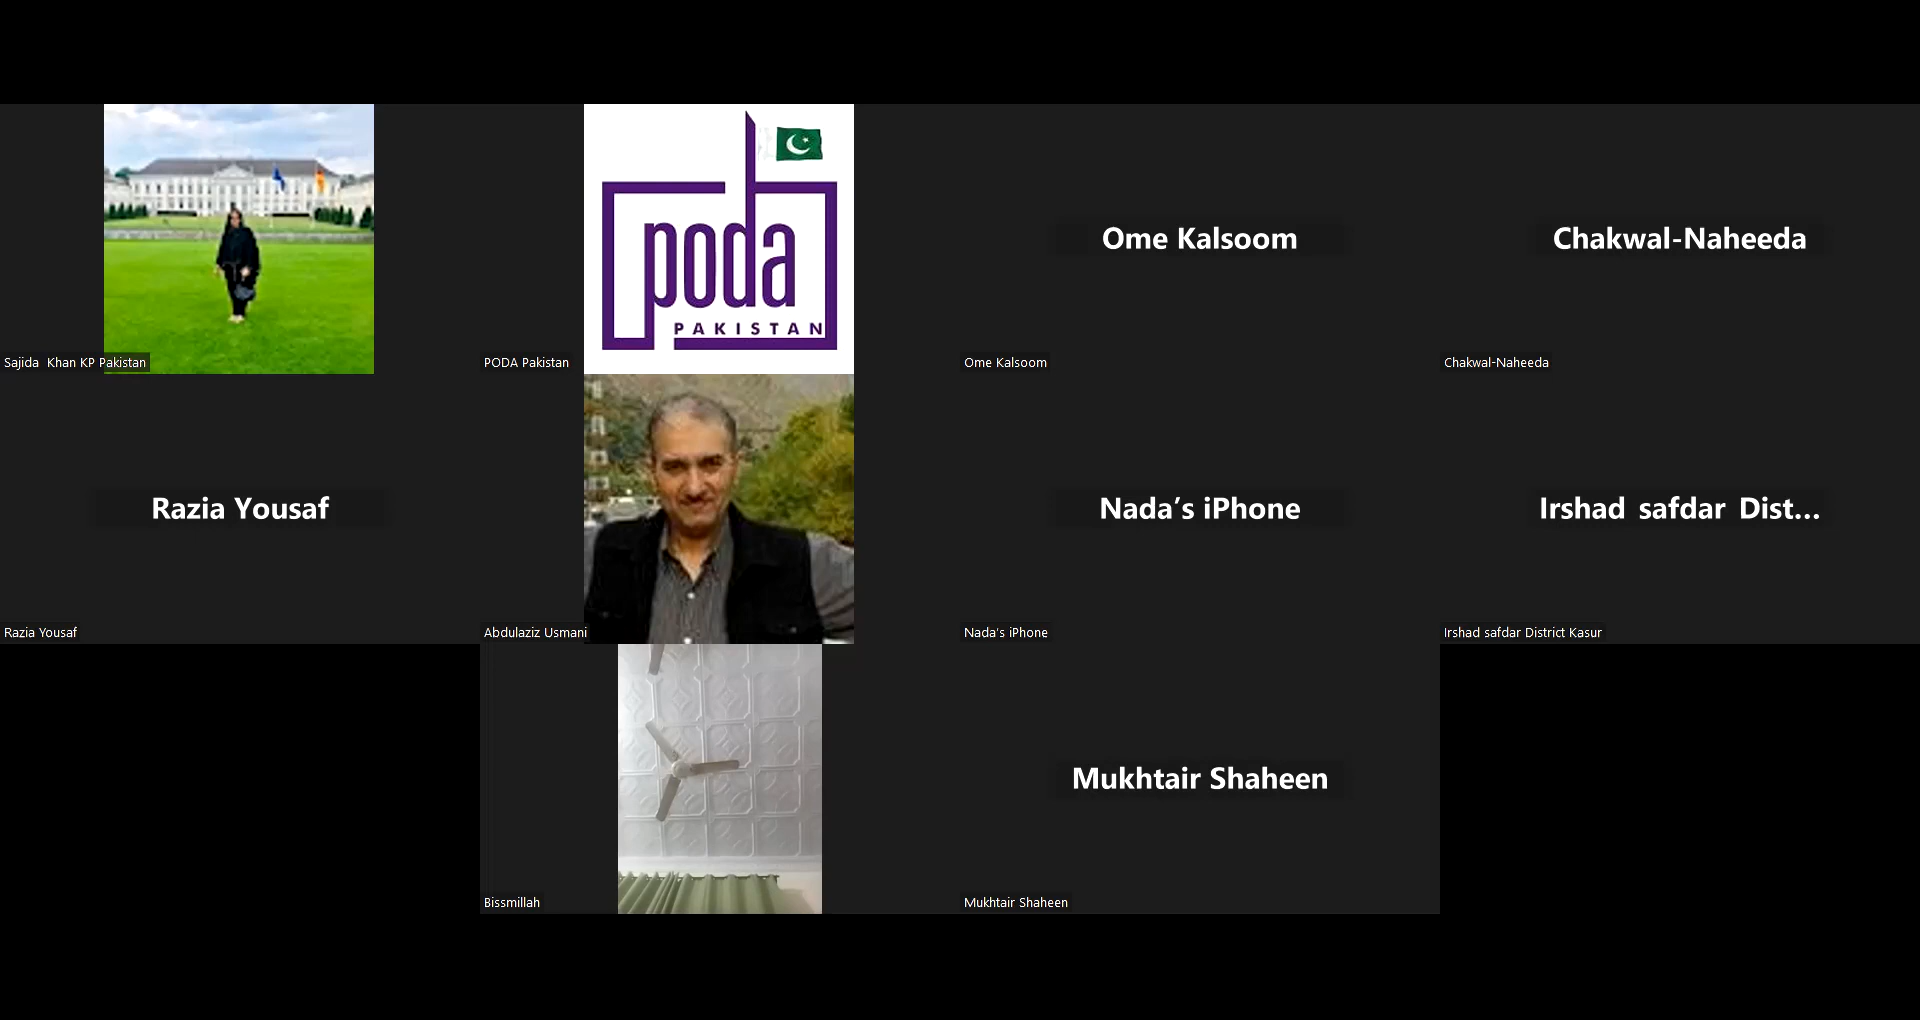 poda
PAKISTAN
Ome Kalsoom
Chakwal-Naheeda
Sajida  Khan KP Pakistan
PODA Pakistan
Ome Kalsoom
Chakwal-Naheeda
Razia Yousaf
Nada's iPhone
Irshad safdar Dist...
Razia Yousaf
Abdulaziz Usmani
Nada's iPhone
Irshad safdar District Kasur
Mukhtair Shaheen
Bissmillah
Mukhtair Shaheen